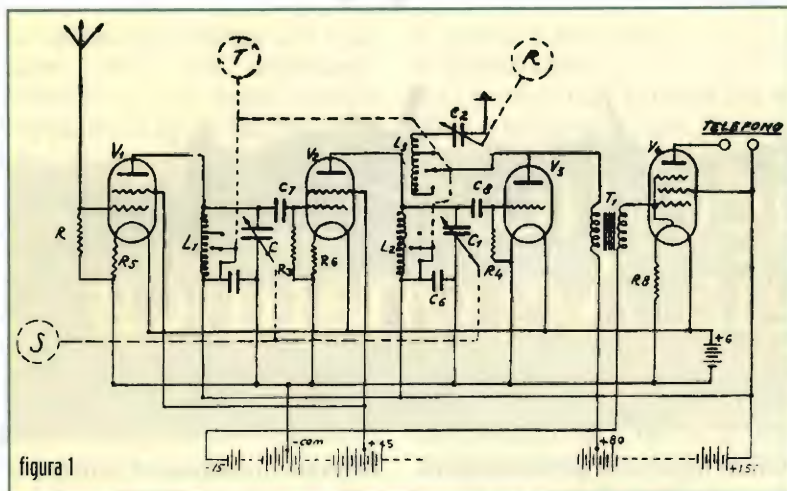 T
R
C2
TELEFONO
L3
V1
V2
V3
V4
C7
C8
T1
R
L1
C
L2
C1
R5
R3
R6
R4
R8
C6
S
+6
-com
+45
+80
-15
figura 1